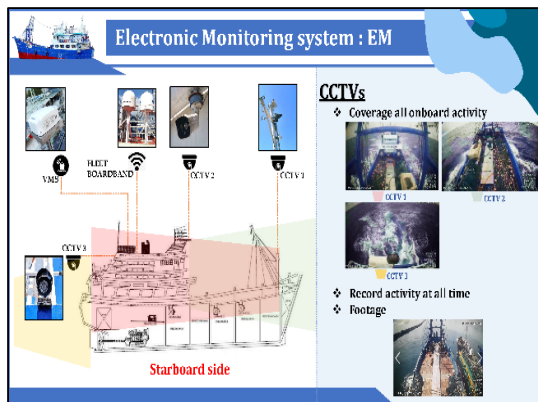 Electronic Monitoring system : EM
VMS
FLEET
BOARDBAND
CCTV 2
CCTV 1
CCTV 3
Starboard side
CCTVs
❖ Coverage all onboard activity
CCTV 1
CCTV 2
CCTV 3
❖ Record activity at all time
❖ Footage